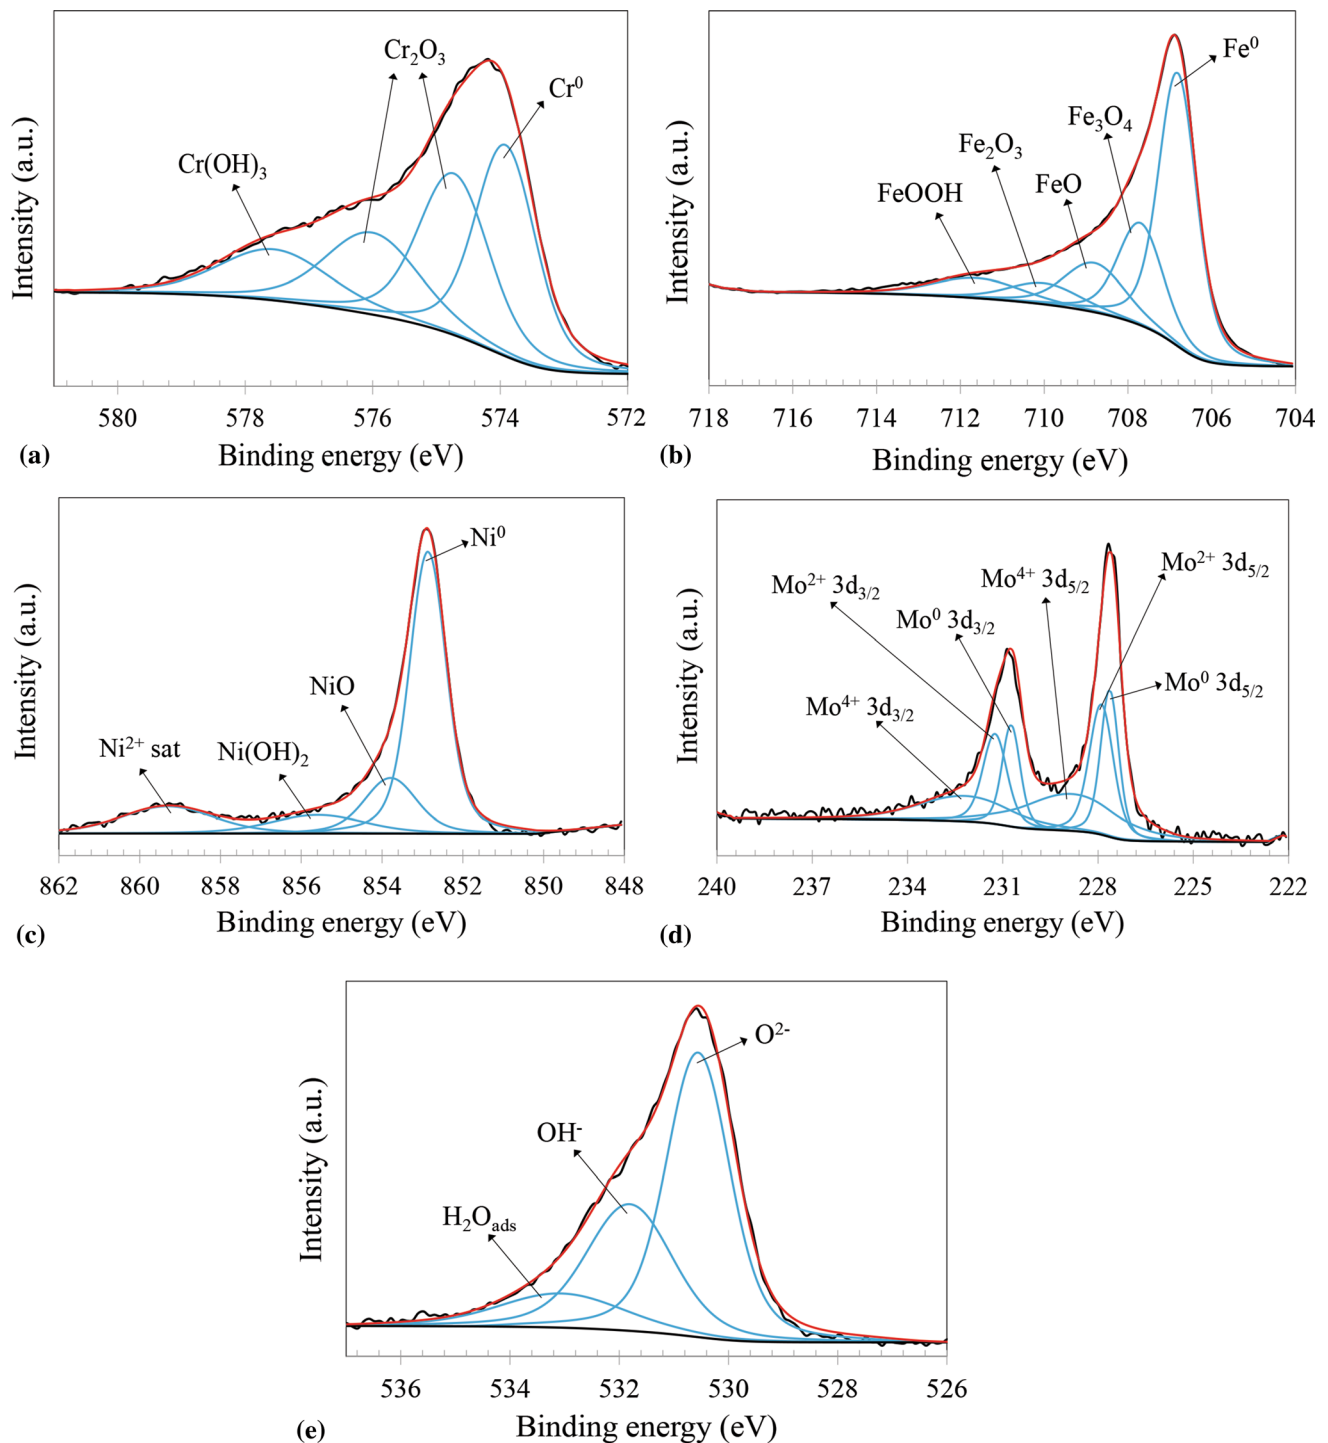 Intensity (a.u.)
Cr₂O₃
Cr⁰
Cr(OH)₃
580 578 576 574 572
Binding energy (eV)
(a)
Intensity (a.u.)
Fe⁰
Fe₃O₄
Fe₂O₃
FeO
FeOOH
718 716 714 712 710 708 706 704
Binding energy (eV)
(b)
Intensity (a.u.)
Ni⁰
NiO
Ni(OH)₂
Ni²⁺ sat
862 860 858 856 854 852 850 848
Binding energy (eV)
(c)
Intensity (a.u.)
Mo²⁺ 3d₃/₂
Mo⁴⁺ 3d₅/₂
Mo²⁺ 3d₅/₂
Mo⁰ 3d₃/₂
Mo⁰ 3d₅/₂
Mo⁴⁺ 3d₃/₂
240 237 234 231 228 225 222
Binding energy (eV)
(d)
Intensity (a.u.)
O²⁻
OH⁻
H₂Oads
536 534 532 530 528 526
Binding energy (eV)
(e)